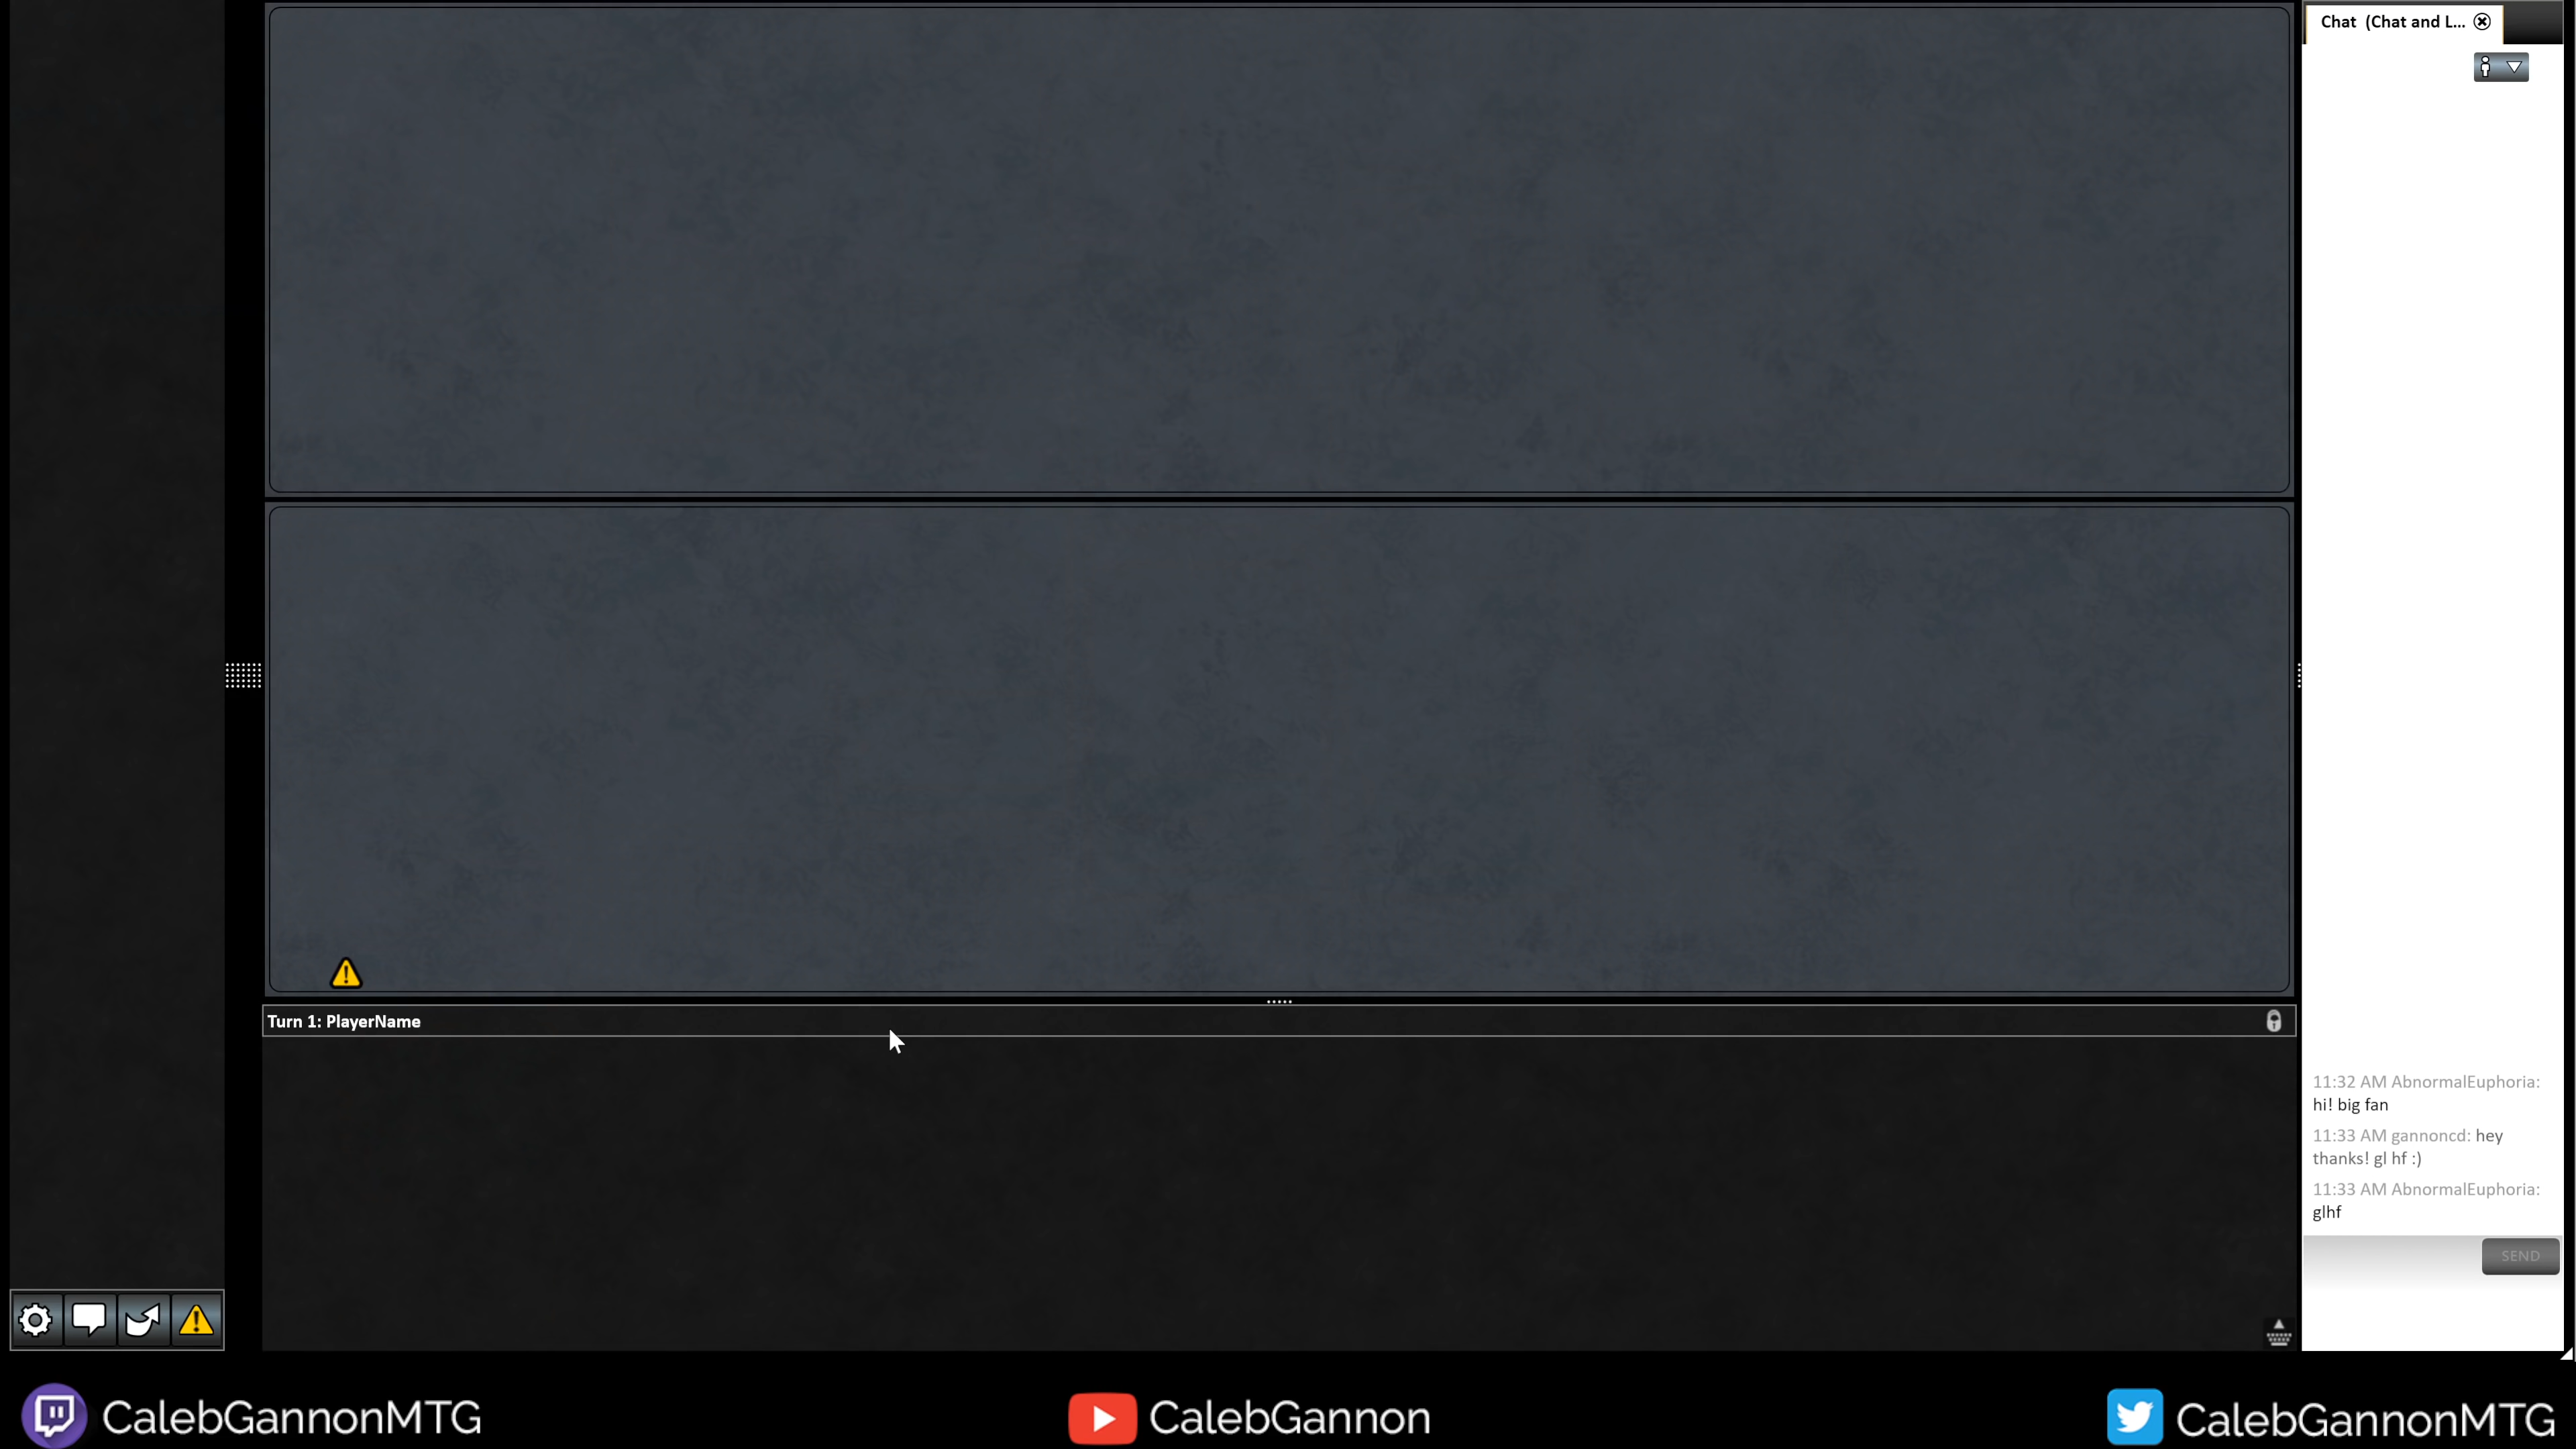 Chat (Chat and L...
Turn 1: PlayerName
11:32 AM AbnormalEuphoria:
hi! big fan
11:33 AM gannoncd: hey
thanks! gl hf :)
11:33 AM AbnormalEuphoria:
glhf
SEND
CalebGannonMTG
CalebGannon
CalebGannonMTG